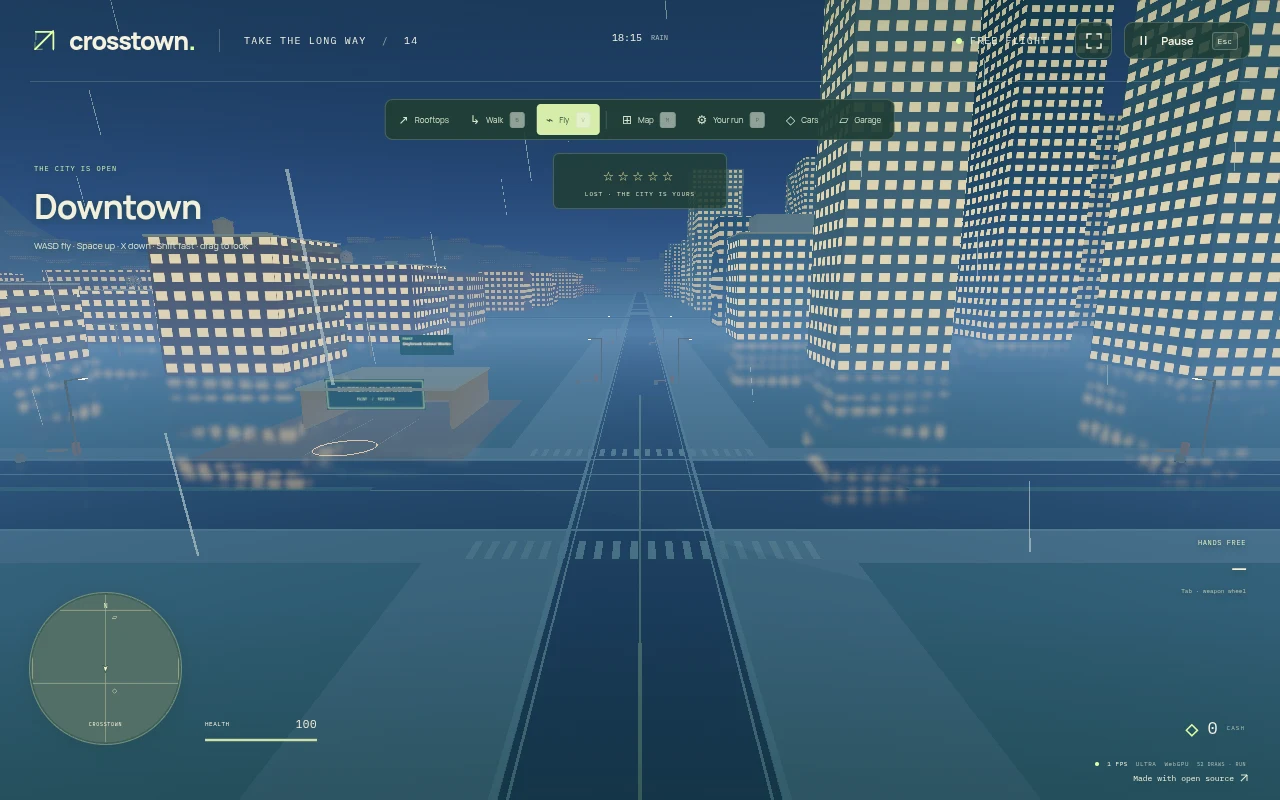 crosstown.
TAKE THE LONG WAY / 14
18:15 RAIN
FREE FLIGHT
Pause Esc
Rooftops
Walk
Fly
Map M
Your run
Cars
Garage
☆☆☆☆☆
LOST · THE CITY IS YOURS
THE CITY IS OPEN
Downtown
WASD fly · Space up · X down · Shift fast · drag to look
HANDS FREE
—
Tab · weapon wheel
N
CROSSTOWN
HEALTH 100
0 CASH
1 FPS ULTRA WebGPU 53 DRAWS · RUN
Made with open source